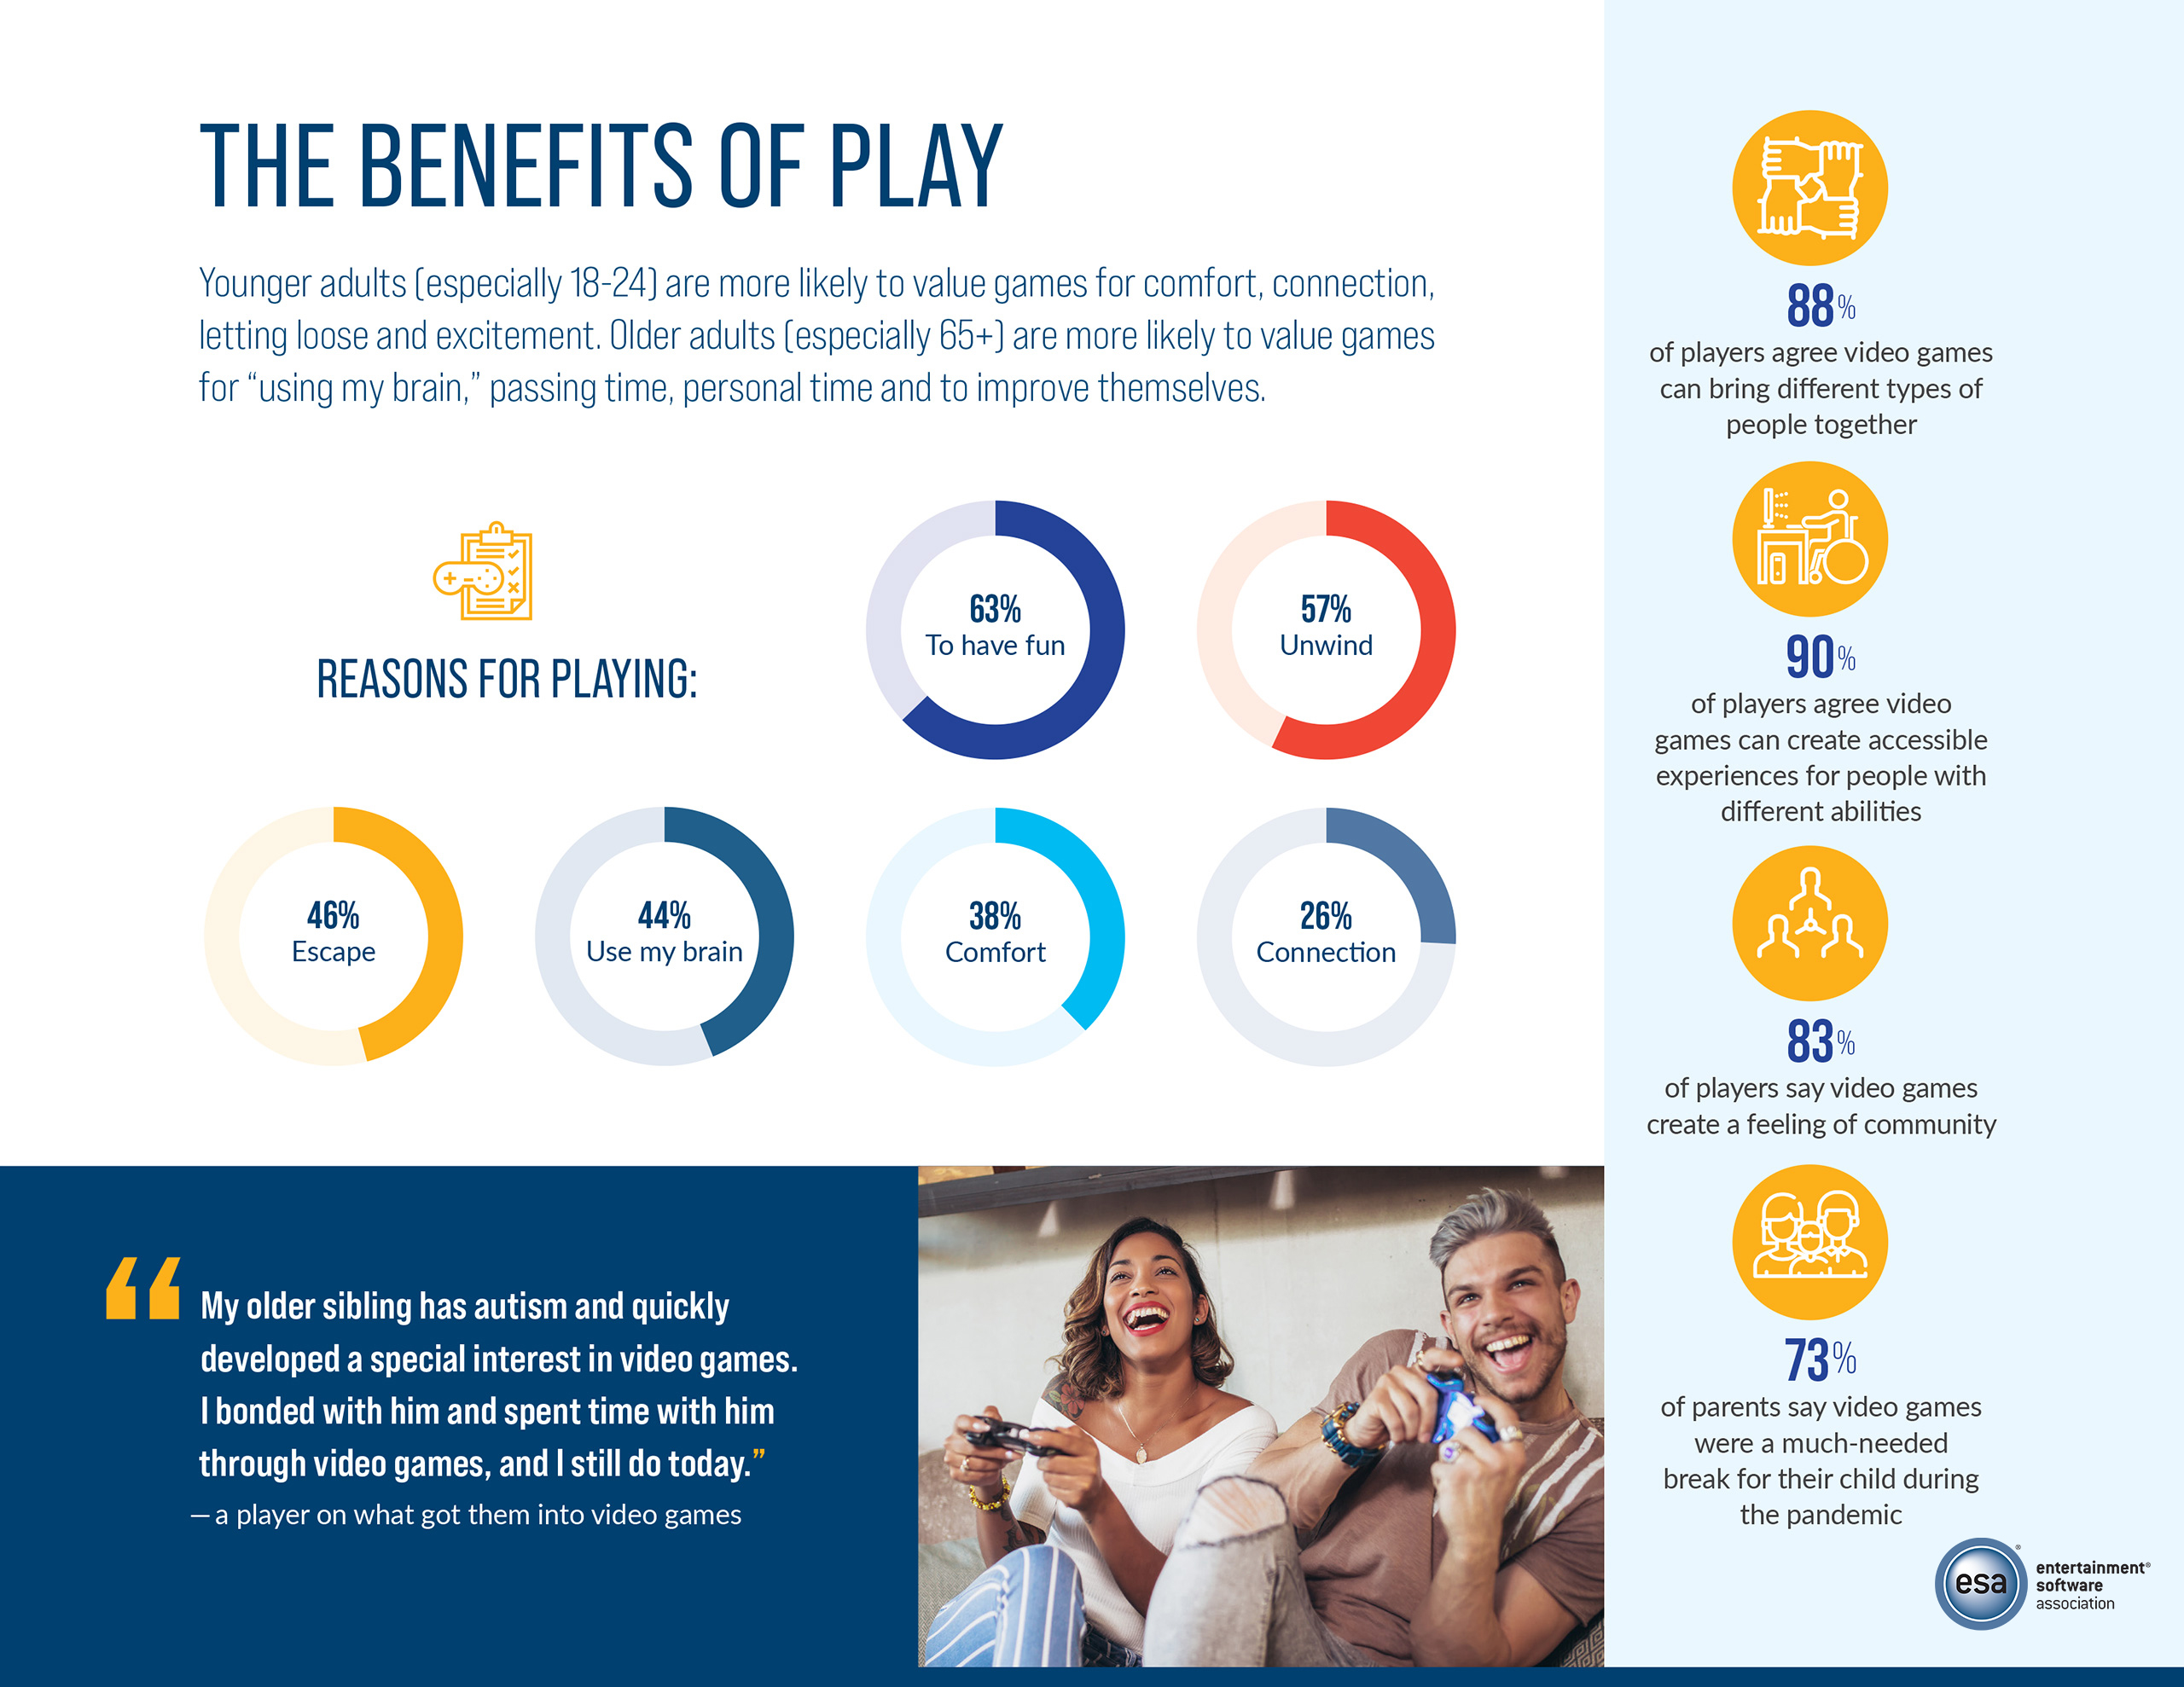 THE BENEFITS OF PLAY
Younger adults (especially 18-24) are more likely to value games for comfort, connection,
letting loose and excitement. Older adults (especially 65+) are more likely to value games
for “using my brain,” passing time, personal time and to improve themselves.
REASONS FOR PLAYING:
63%
To have fun
57%
Unwind
46%
Escape
44%
Use my brain
38%
Comfort
26%
Connection
“My older sibling has autism and quickly
developed a special interest in video games.
I bonded with him and spent time with him
through video games, and I still do today.”
— a player on what got them into video games
88%
of players agree video games
can bring different types of
people together
90%
of players agree video
games can create accessible
experiences for people with
different abilities
83%
of players say video games
create a feeling of community
73%
of parents say video games
were a much-needed
break for their child during
the pandemic
esa®
entertainment®
software
association